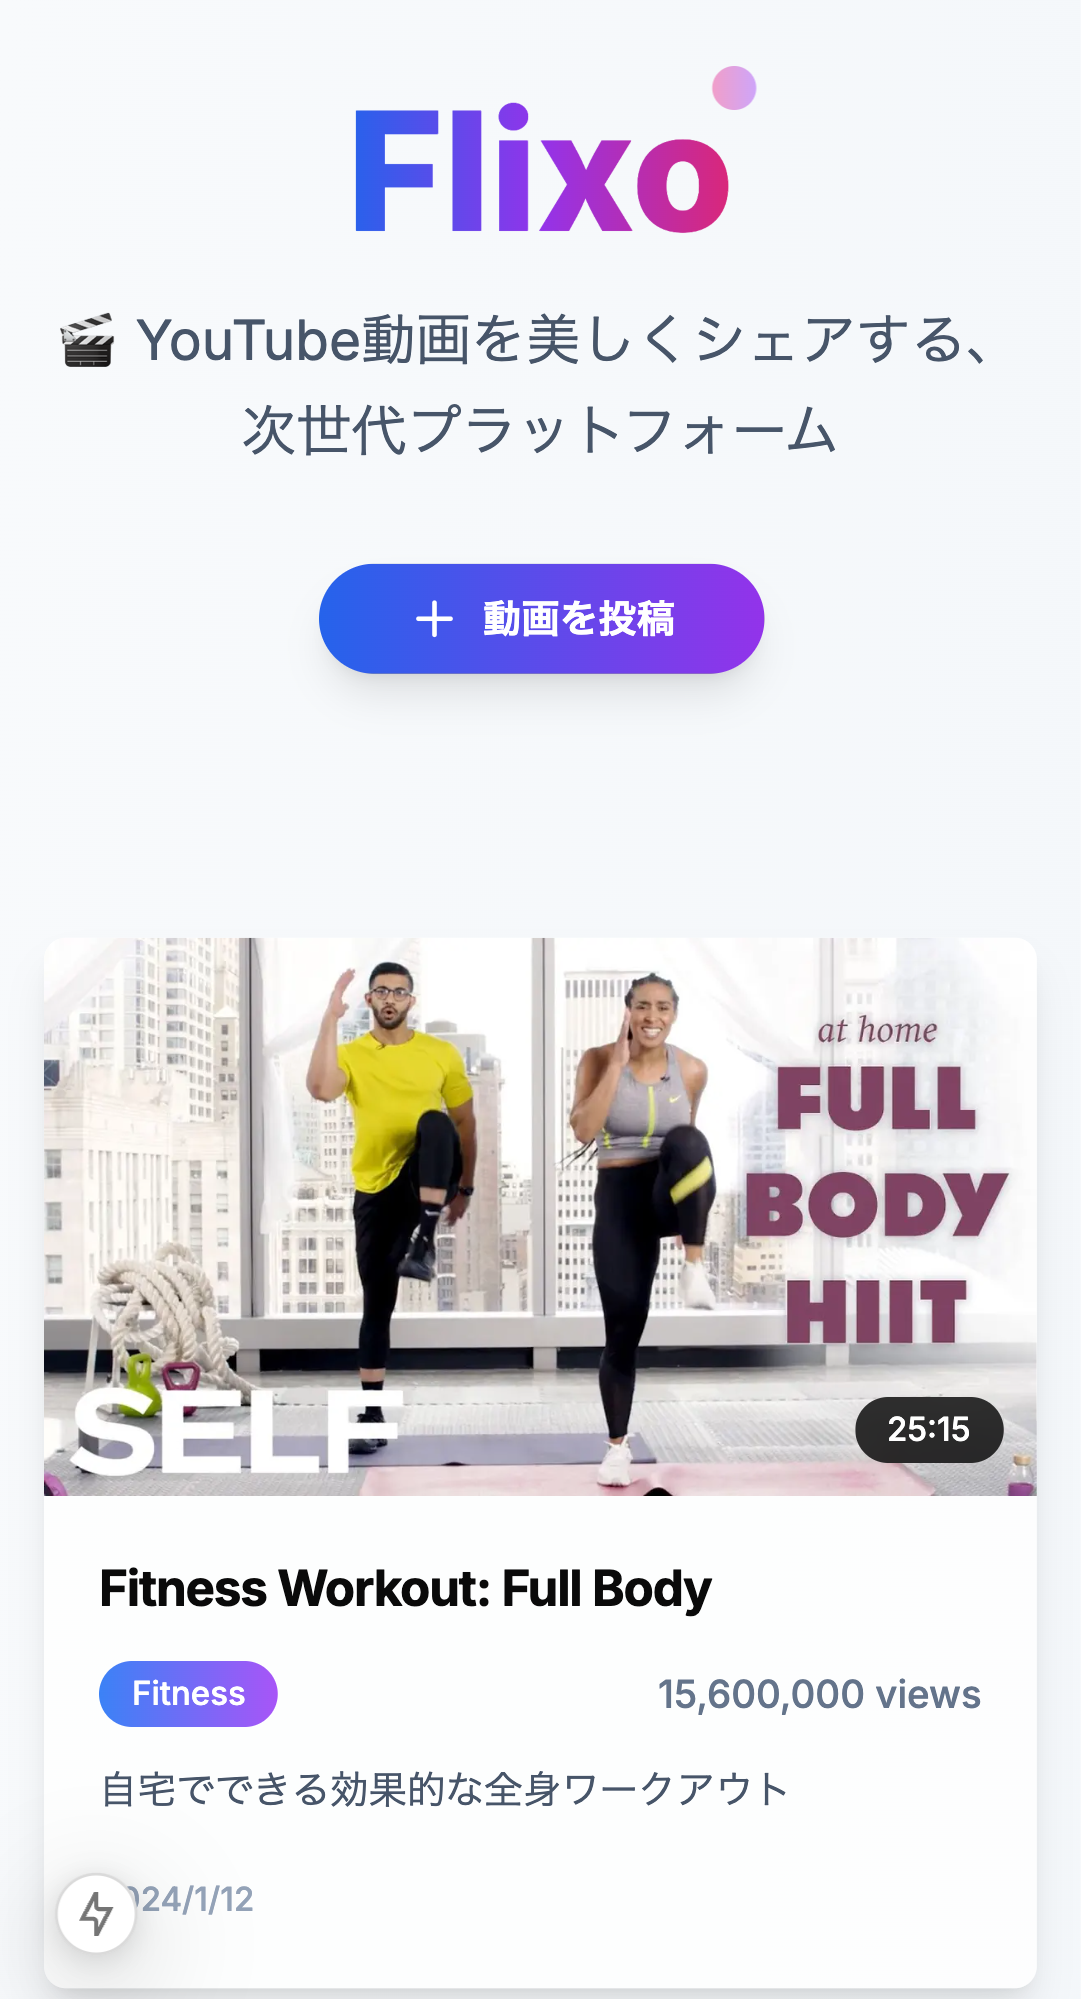 Flixo
🎬 YouTube動画を美しくシェアする、
次世代プラットフォーム
+ 動画を投稿
at home
FULL
BODY
HIIT
SELF
25:15
Fitness Workout: Full Body
Fitness
15,600,000 views
自宅でできる効果的な全身ワークアウト
024/1/12